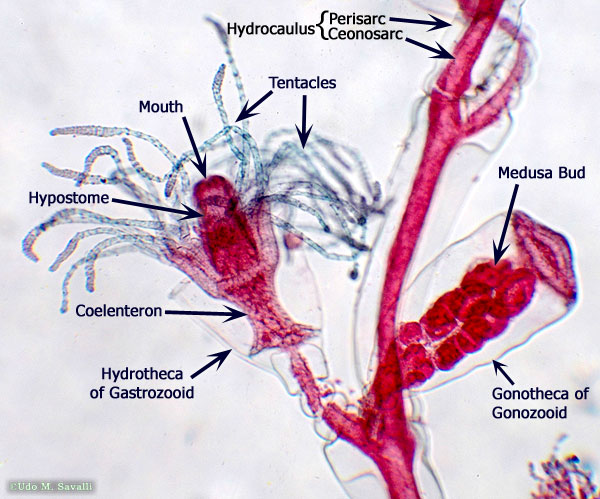 Hydrocaulus { Perisarc
Ceonosarc
Tentacles
Mouth
Medusa Bud
Hypostome
Coelenteron
Hydrotheca
of Gastrozooid
Gonotheca of
Gonozooid
©Udo M. Savalli